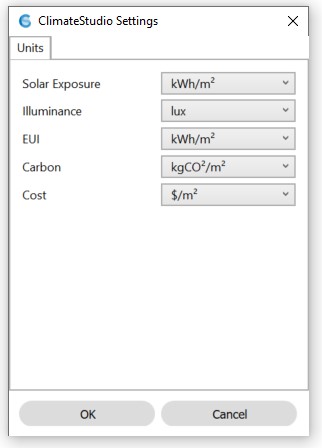 ClimateStudio Settings
Units
Solar Exposure kWh/m²
Illuminance lux
EUI kWh/m²
Carbon kgCO²/m²
Cost $/m²
OK Cancel